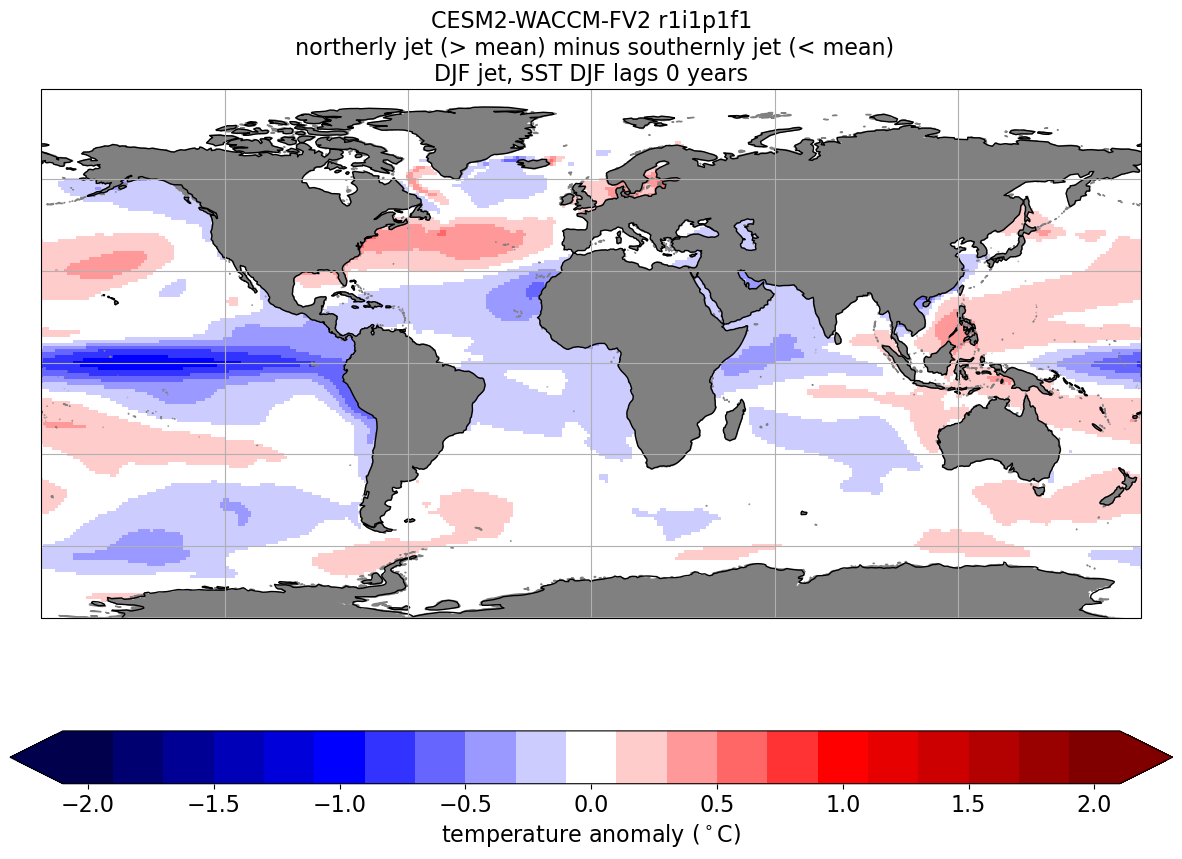 CESM2-WACCM-FV2 r1i1p1f1
northerly jet (> mean) minus southernly jet (< mean)
DJF jet, SST DJF lags 0 years
−2.0 −1.5 −1.0 −0.5 0.0 0.5 1.0 1.5 2.0
temperature anomaly (°C)